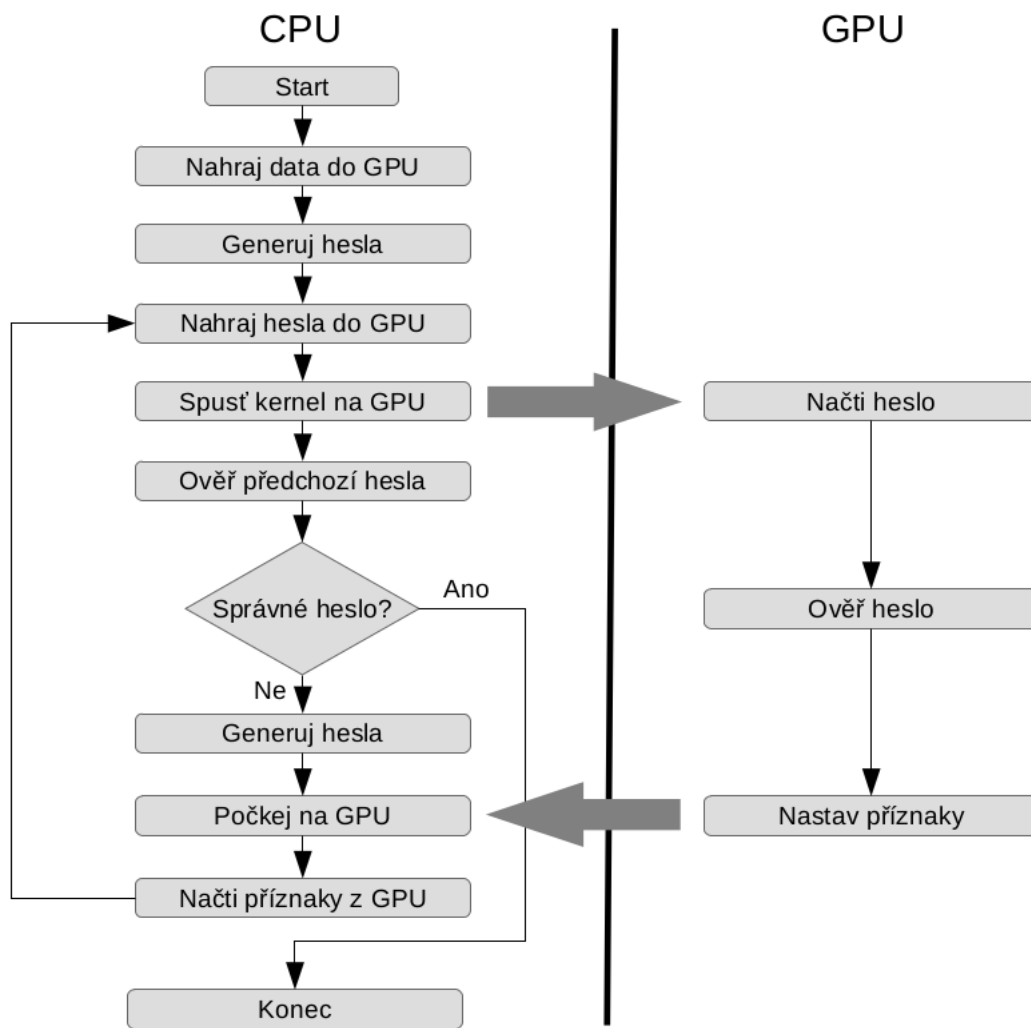 CPU
GPU
Start
Nahraj data do GPU
Generuj hesla
Nahraj hesla do GPU
Spusť kernel na GPU
Načti heslo
Ověř předchozí hesla
Správné heslo?
Ano
Ověř heslo
Ne
Generuj hesla
Počkej na GPU
Nastav příznaky
Načti příznaky z GPU
Konec